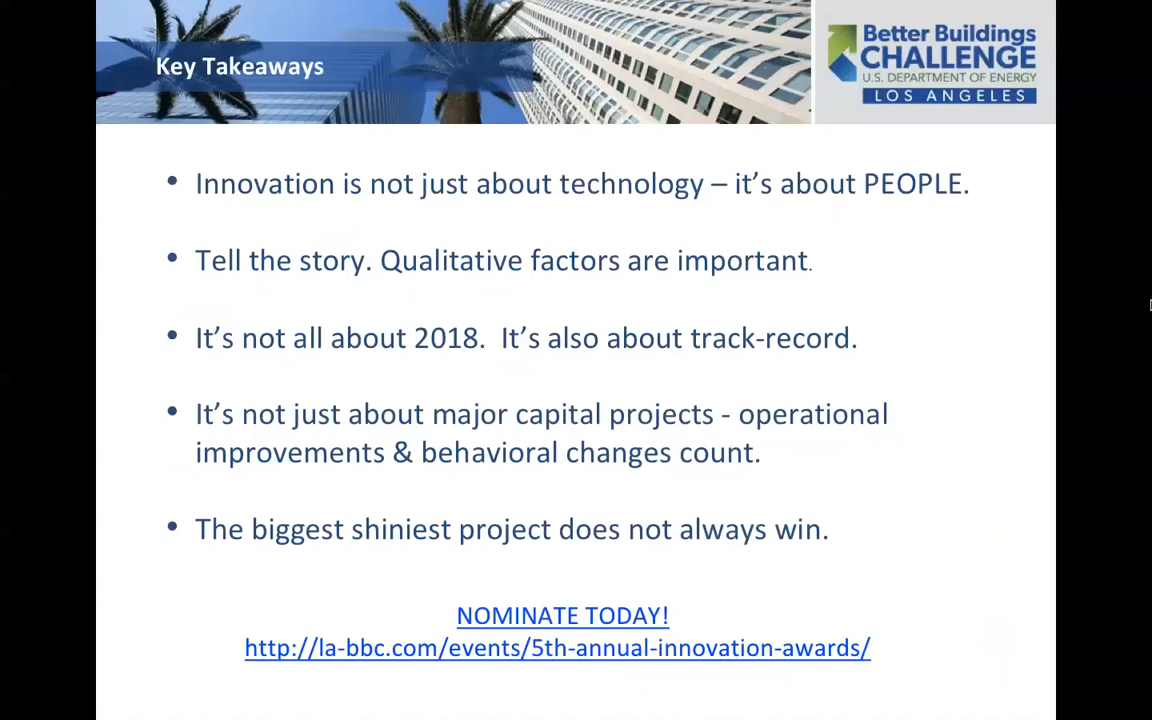 Key Takeaways
Better Buildings
CHALLENGE
U.S. DEPARTMENT OF ENERGY
LOS ANGELES
• Innovation is not just about technology – it’s about PEOPLE.
• Tell the story. Qualitative factors are important.
• It’s not all about 2018.  It’s also about track-record.
• It’s not just about major capital projects - operational
improvements & behavioral changes count.
• The biggest shiniest project does not always win.
NOMINATE TODAY!
http://la-bbc.com/events/5th-annual-innovation-awards/